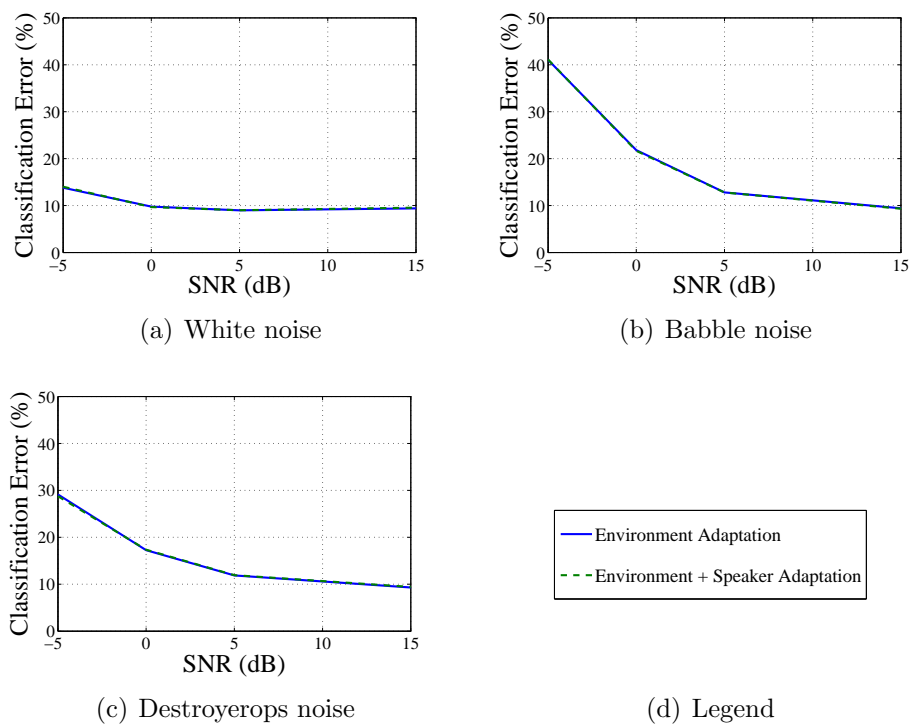 50
40
30
20
10
0
Classification Error (%)
−5 0 5 10 15
SNR (dB)
(a) White noise
50
40
30
20
10
0
Classification Error (%)
−5 0 5 10 15
SNR (dB)
(b) Babble noise
50
40
30
20
10
0
Classification Error (%)
−5 0 5 10 15
SNR (dB)
(c) Destroyerops noise
Environment Adaptation
Environment + Speaker Adaptation
(d) Legend